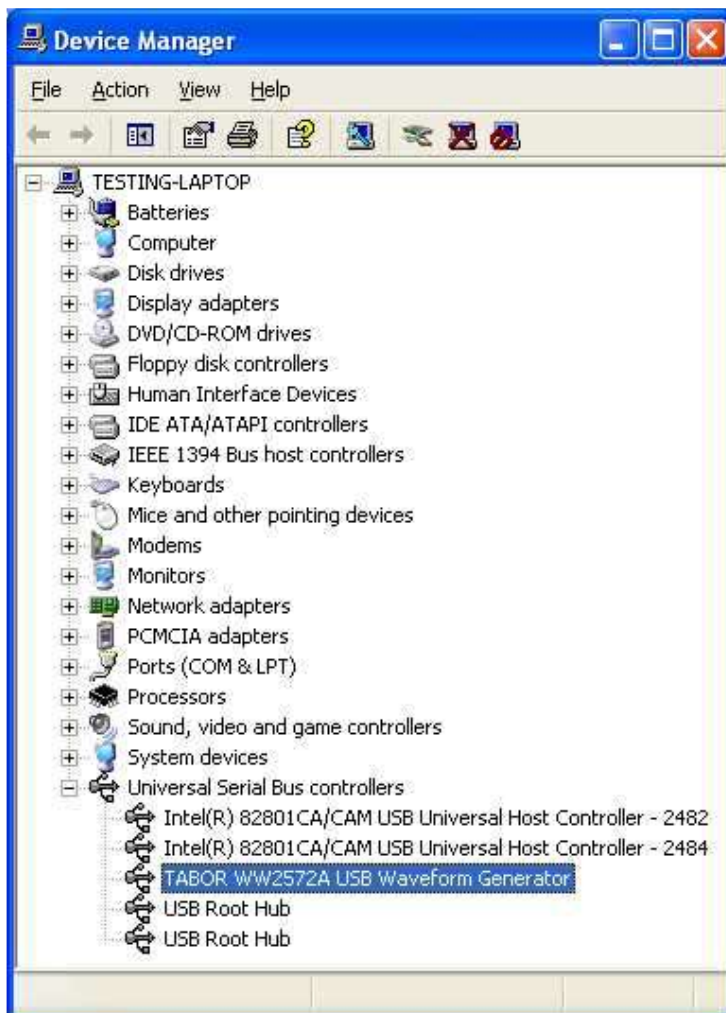 Device Manager
File Action View Help
TESTING-LAPTOP
Batteries
Computer
Disk drives
Display adapters
DVD/CD-ROM drives
Floppy disk controllers
Human Interface Devices
IDE ATA/ATAPI controllers
IEEE 1394 Bus host controllers
Keyboards
Mice and other pointing devices
Modems
Monitors
Network adapters
PCMCIA adapters
Ports (COM & LPT)
Processors
Sound, video and game controllers
System devices
Universal Serial Bus controllers
Intel(R) 82801CA/CAM USB Universal Host Controller - 2482
Intel(R) 82801CA/CAM USB Universal Host Controller - 2484
TABOR WW2572A USB Waveform Generator
USB Root Hub
USB Root Hub